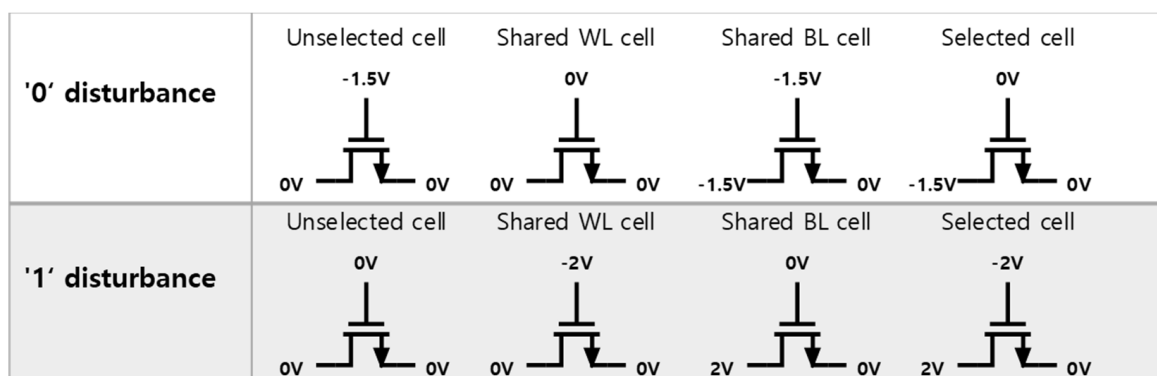 Unselected cell Shared WL cell Shared BL cell Selected cell
'0‘ disturbance
-1.5V 0V -1.5V 0V
0V 0V 0V 0V -1.5V 0V -1.5V 0V
Unselected cell Shared WL cell Shared BL cell Selected cell
'1‘ disturbance
0V -2V 0V -2V
0V 0V 0V 0V 2V 0V 2V 0V